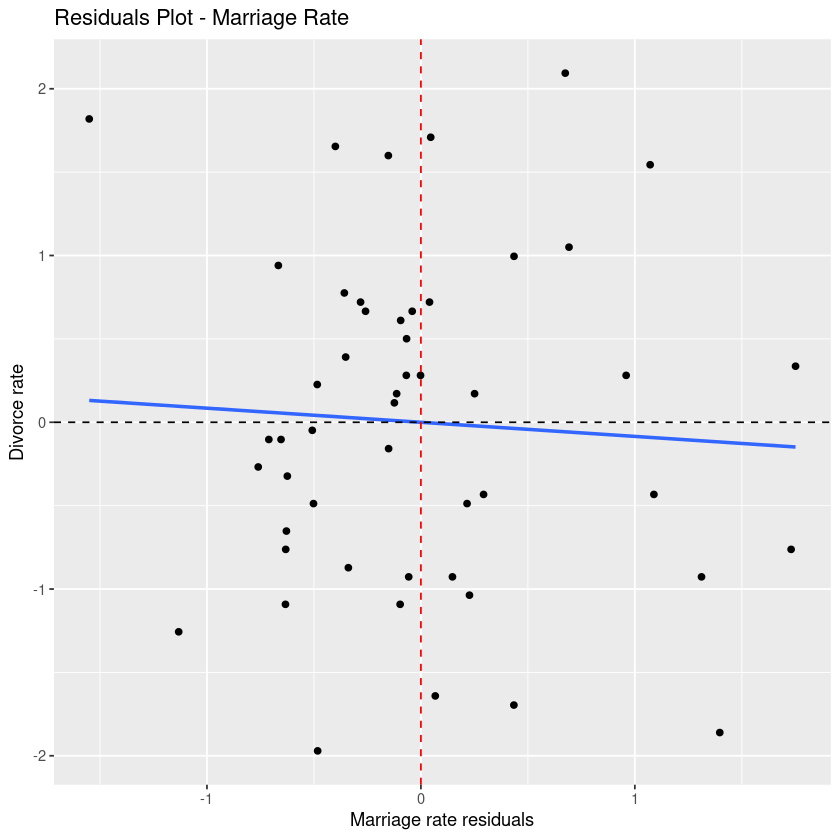 Residuals Plot - Marriage Rate
2
1
0
-1
-2
Divorce rate
-1
0
1
Marriage rate residuals